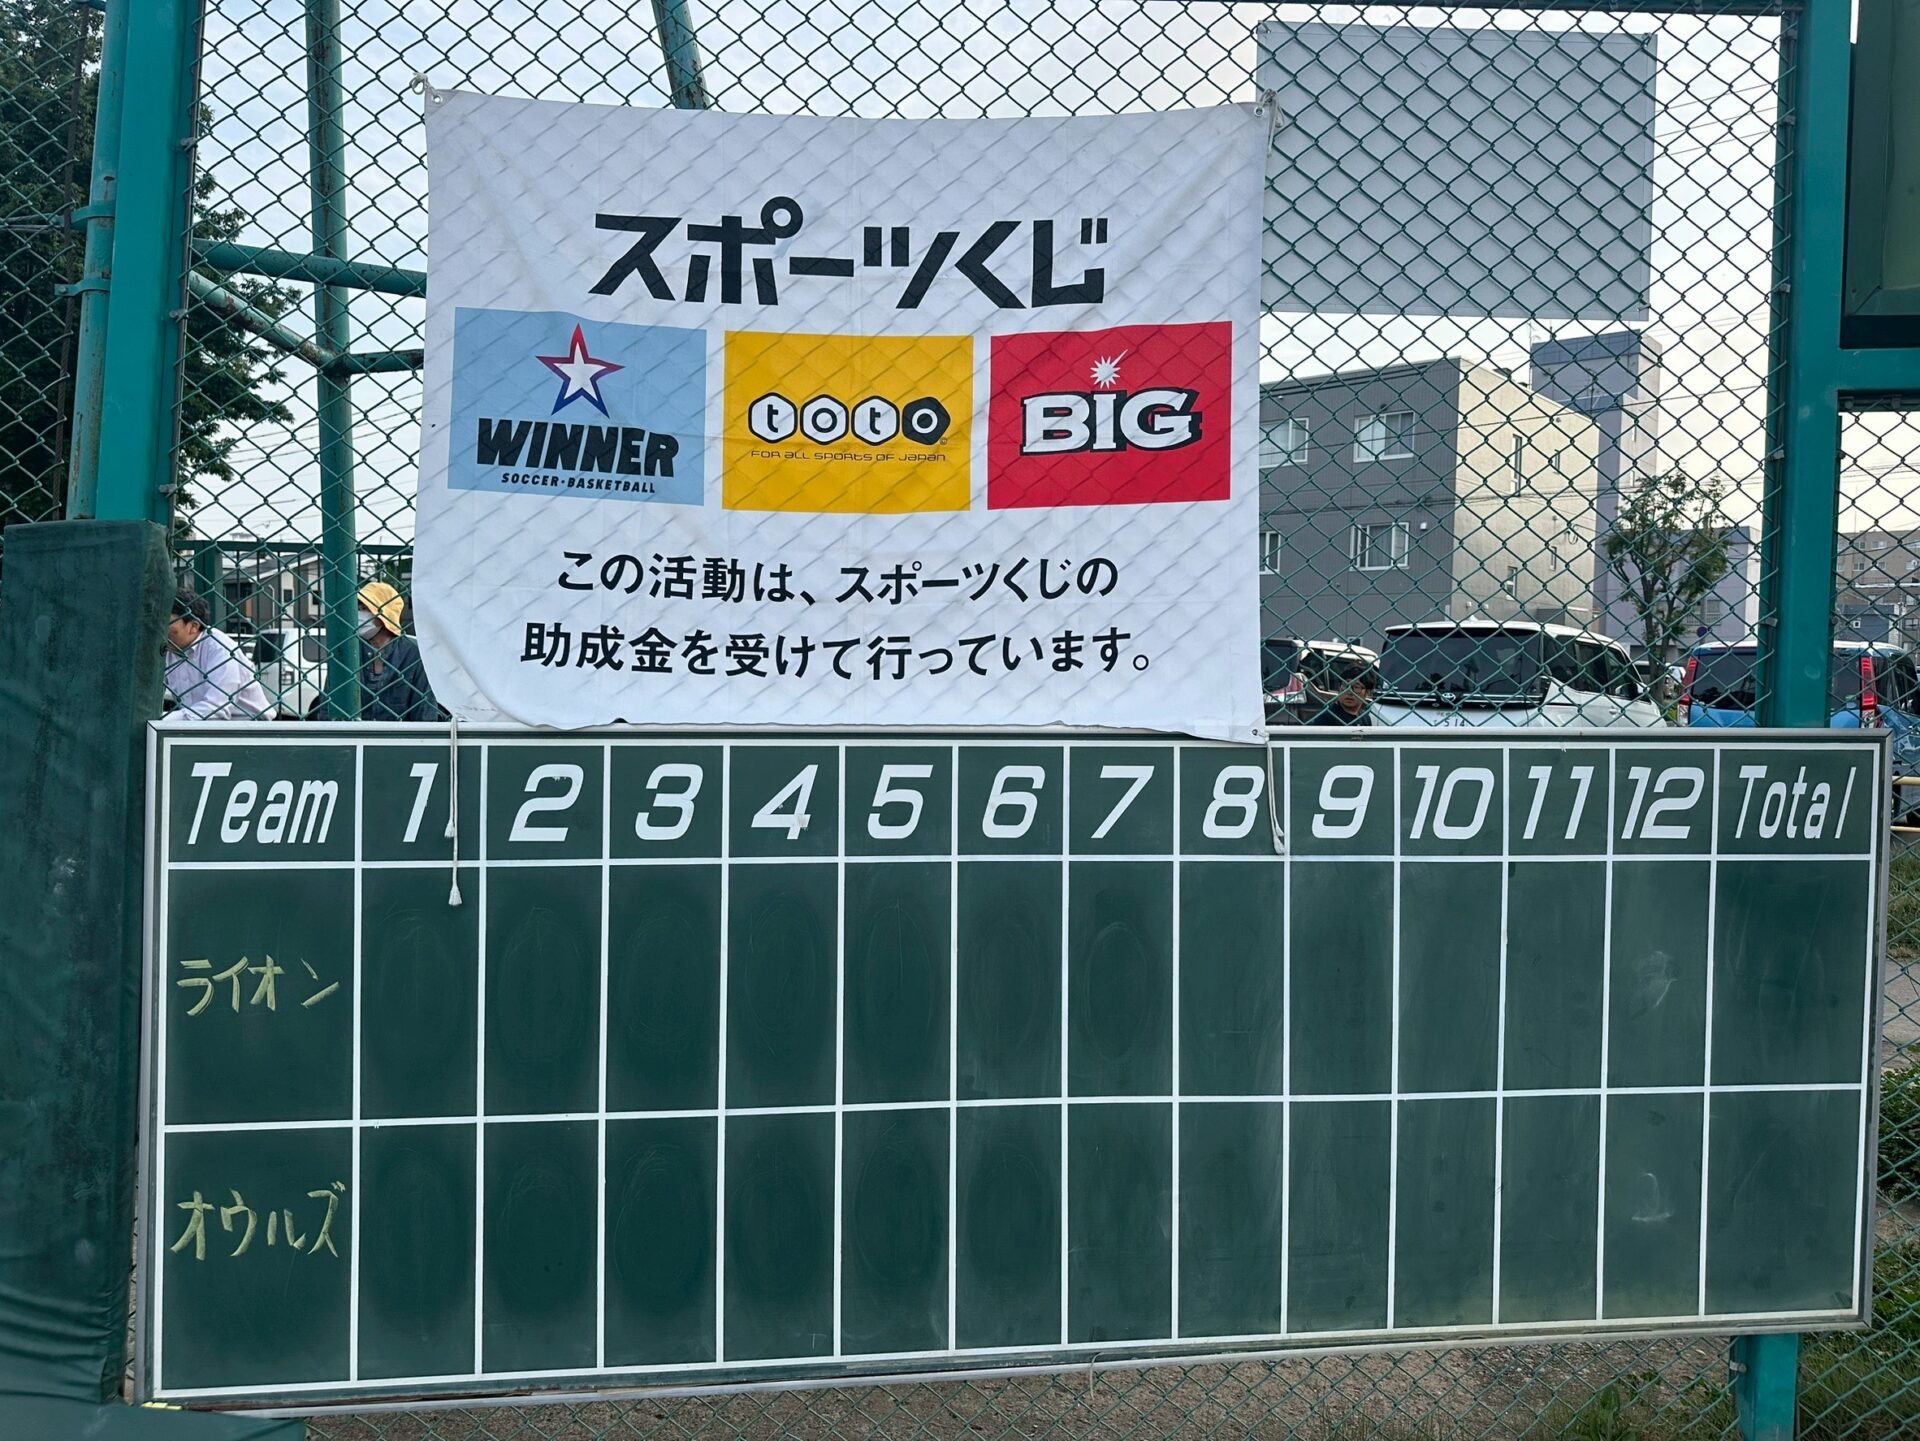 スポーツくじ
WINNER
SOCCER・BASKETBALL
toto
FOR ALL SPORTS OF JAPAN
BIG
この活動は、スポーツくじの
助成金を受けて行っています。
Team 1 2 3 4 5 6 7 8 9 10 11 12 Total
ライオン
オウルズ